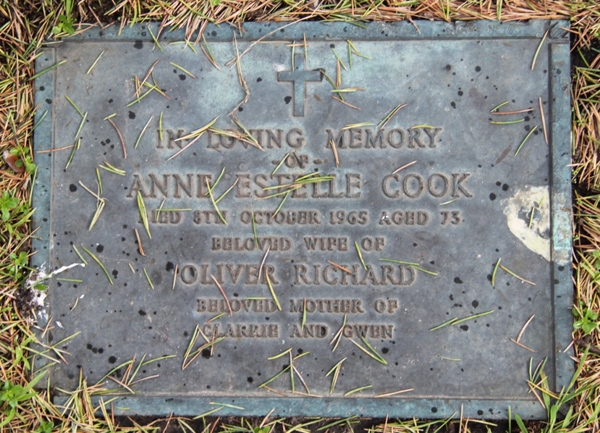 IN LOVING MEMORY
- OF -
ANNE ESTELLE COOK
DIED 8TH OCTOBER 1965 AGED 73
BELOVED WIFE OF
OLIVER RICHARD
BELOVED MOTHER OF
CLARRIE AND GWEN